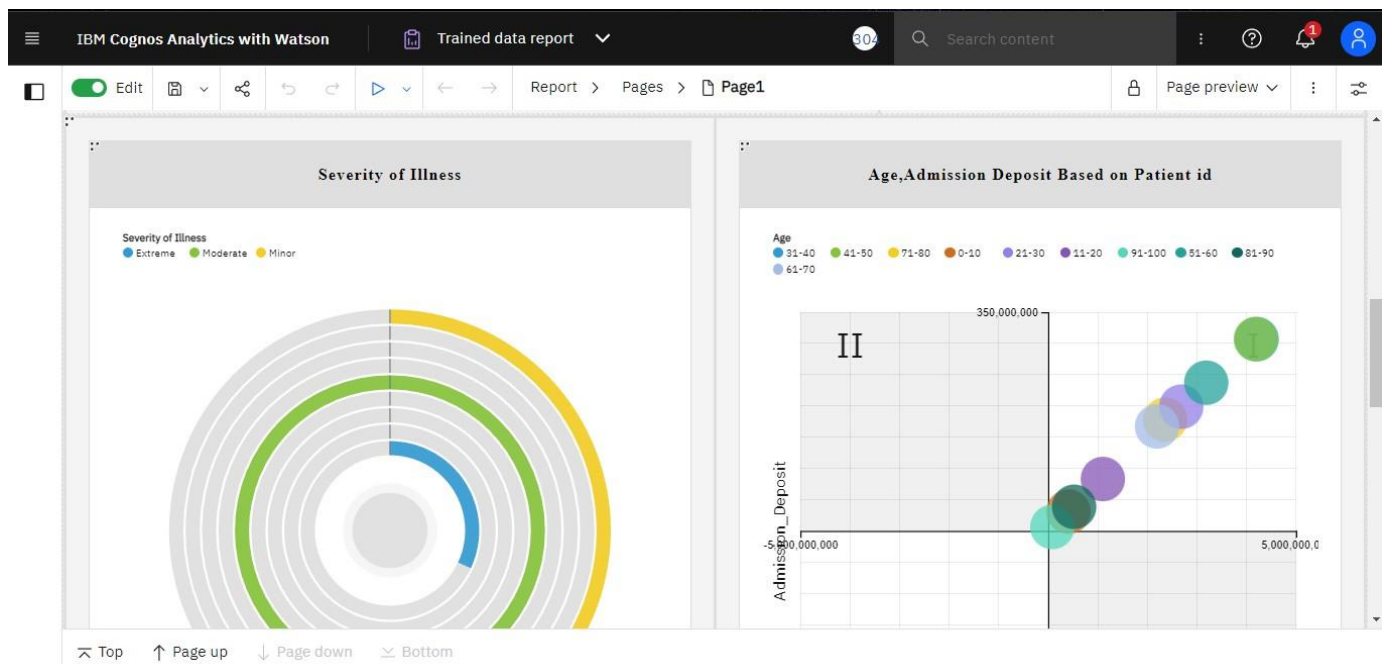 IBM Cognos Analytics with Watson
Trained data report
304
Search content
1
Edit
Report > Pages > Page1
Page preview
Severity of Illness
Severity of Illness
Extreme Moderate Minor
Age,Admission Deposit Based on Patient id
Age
31-40 41-50 71-80 0-10 21-30 11-20 91-100 51-60 81-90
61-70
350,000,000
II
I
Admission_Deposit
-5,000,000,000
5,000,000,0
Top Page up Page down Bottom